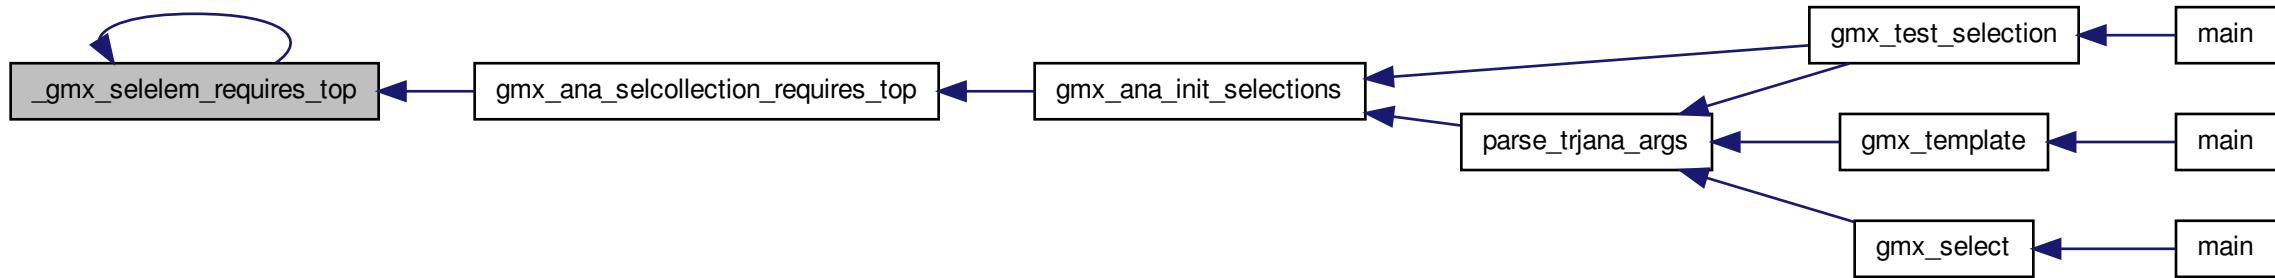 _gmx_selelem_requires_top
gmx_ana_selcollection_requires_top
gmx_ana_init_selections
gmx_test_selection
main
parse_trjana_args
gmx_template
main
gmx_select
main